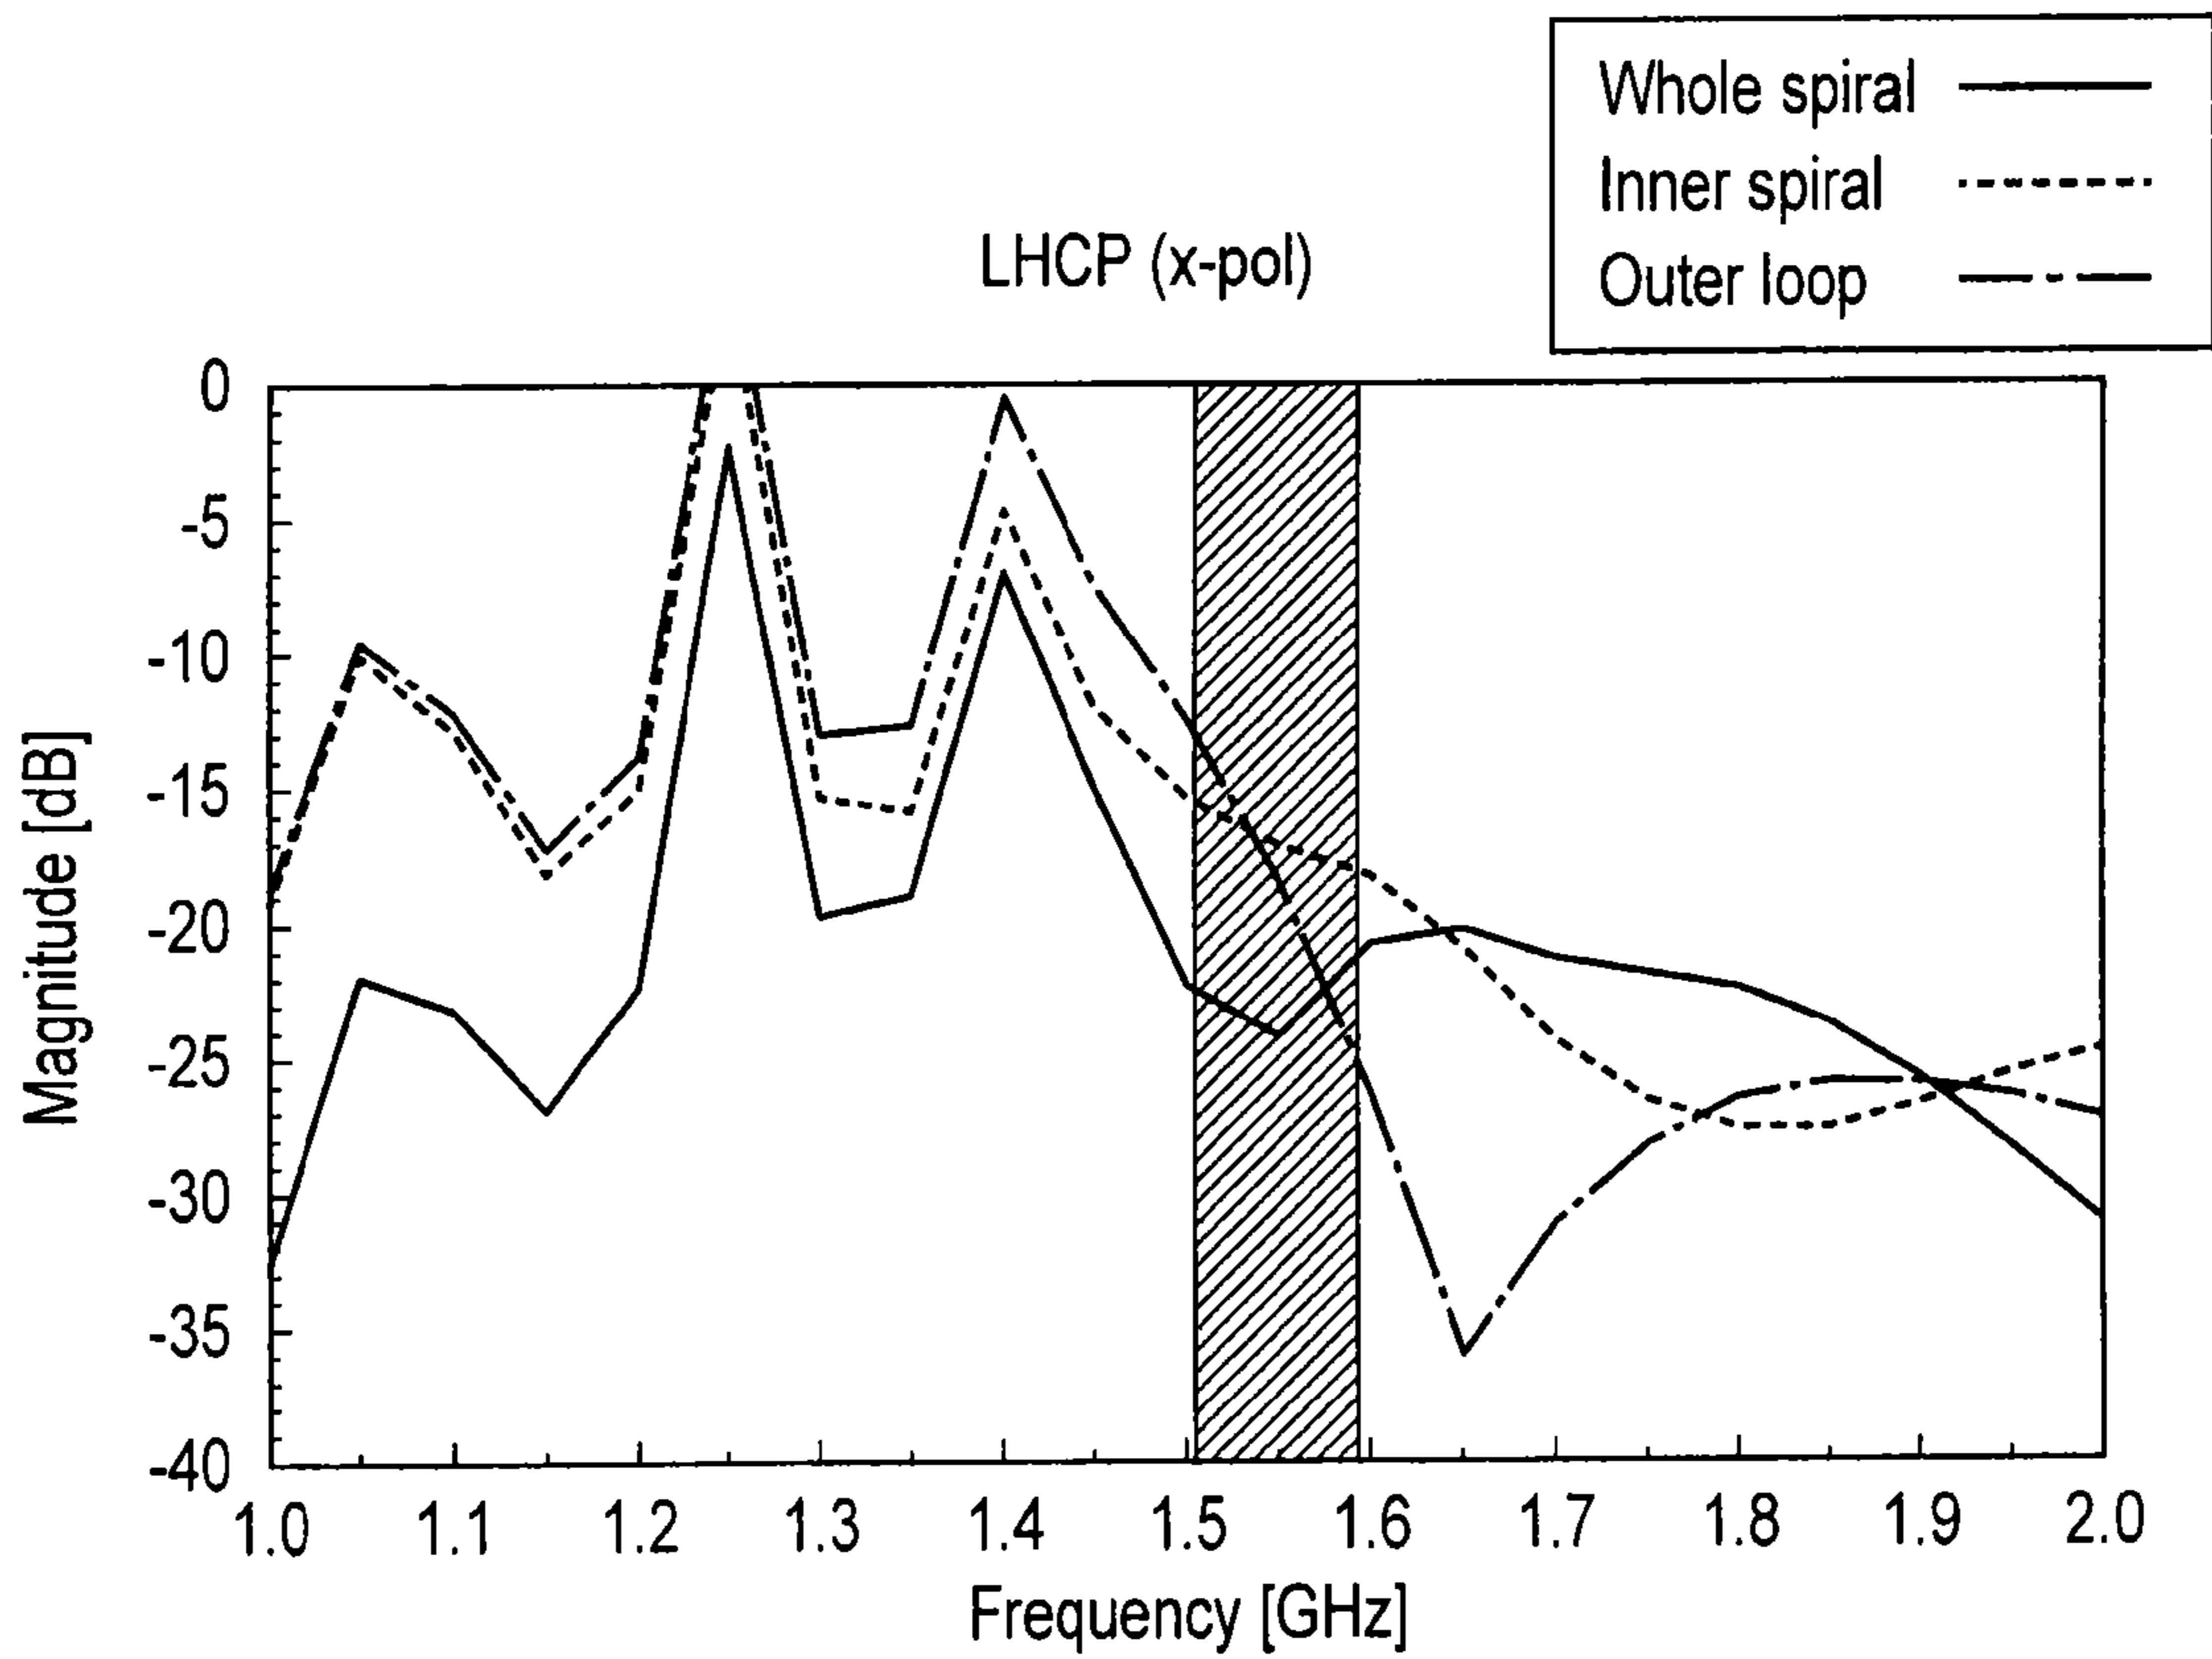 Whole spiral
Inner spiral
Outer loop
LHCP (x-pol)
0
-5
-10
-15
-20
-25
-30
-35
-40
Magnitude [dB]
1.0 1.1 1.2 1.3 1.4 1.5 1.6 1.7 1.8 1.9 2.0
Frequency [GHz]